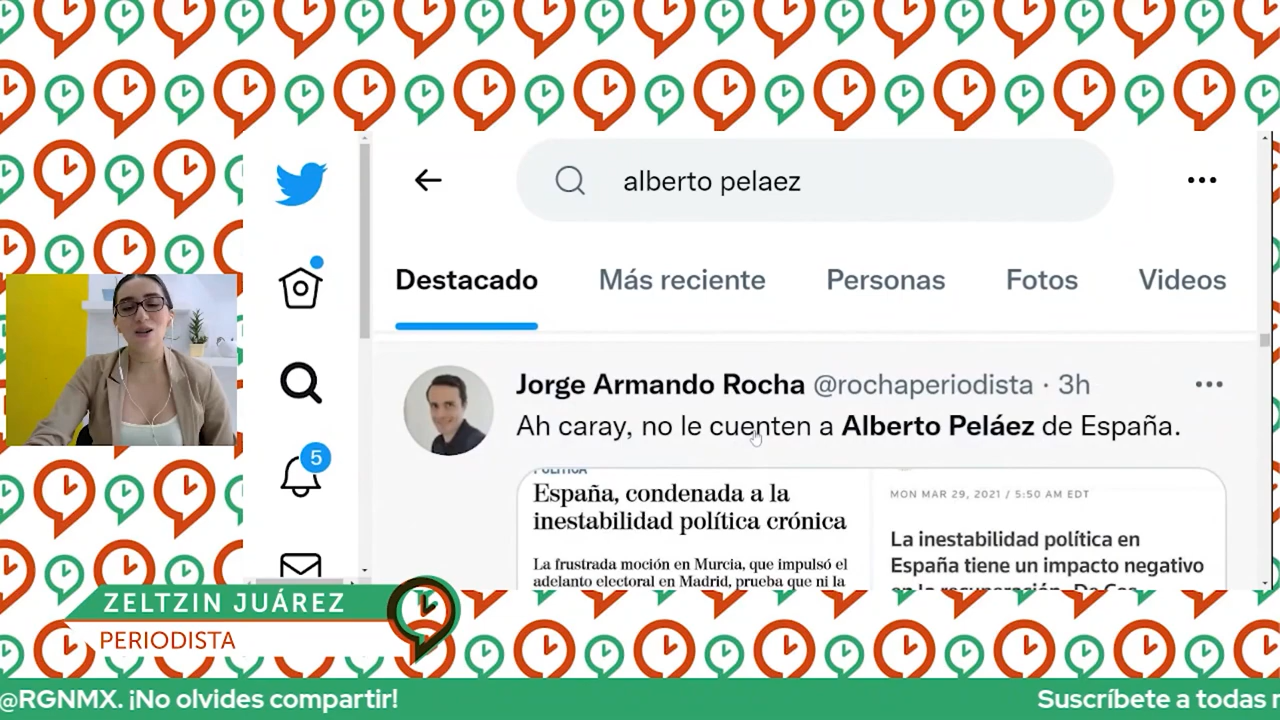 alberto pelaez
Destacado
Más reciente
Personas
Fotos
Videos
Jorge Armando Rocha @rochaperiodista · 3h
Ah caray, no le cuenten a Alberto Peláez de España.
POLÍTICA
España, condenada a la
inestabilidad política crónica
La frustrada moción en Murcia, que impulsó el
adelanto electoral en Madrid, prueba que ni la
MON MAR 29, 2021 / 5:50 AM EDT
La inestabilidad política en
España tiene un impacto negativo
5
ZELTZIN JUÁREZ
PERIODISTA
@RGNMX. ¡No olvides compartir!
Suscríbete a todas